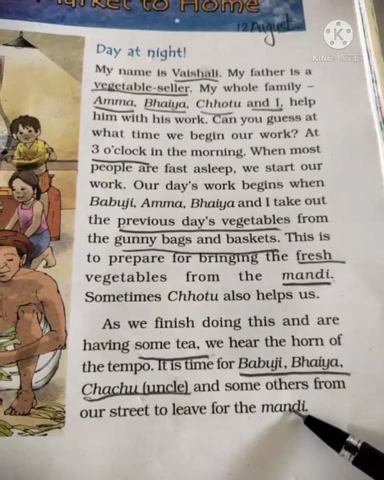 Market to Home
12 August
Day at night!
My name is Vaishali. My father is a
vegetable-seller. My whole family –
Amma, Bhaiya, Chhotu and I, help
him with his work. Can you guess at
what time we begin our work? At
3 o'clock in the morning. When most
people are fast asleep, we start our
work. Our day's work begins when
Babuji, Amma, Bhaiya and I take out
the previous day's vegetables from
the gunny bags and baskets. This is
to prepare for bringing the fresh
vegetables from the mandi.
Sometimes Chhotu also helps us.
As we finish doing this and are
having some tea, we hear the horn of
the tempo. It is time for Babuji, Bhaiya,
Chachu (uncle) and some others from
our street to leave for the mandi.